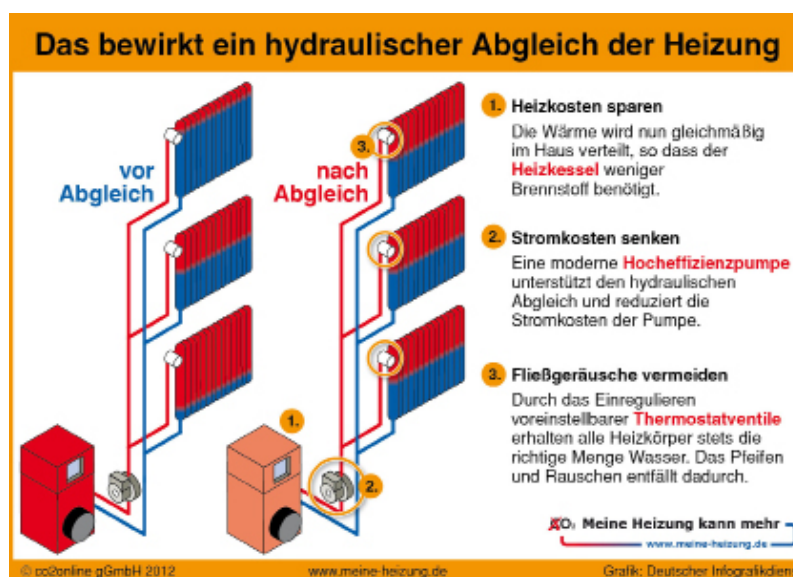 Das bewirkt ein hydraulischer Abgleich der Heizung
vor
Abgleich
nach
Abgleich
3.
1.
2.
1. Heizkosten sparen
Die Wärme wird nun gleichmäßig
im Haus verteilt, so dass der
Heizkessel weniger
Brennstoff benötigt.
2. Stromkosten senken
Eine moderne Hocheffizienzpumpe
unterstützt den hydraulischen
Abgleich und reduziert die
Stromkosten der Pumpe.
3. Fließgeräusche vermeiden
Durch das Einregulieren
voreinstellbarer Thermostatventile
erhalten alle Heizkörper stets die
richtige Menge Wasser. Das Pfeifen
und Rauschen entfällt dadurch.
CO₂ Meine Heizung kann mehr
www.meine-heizung.de
© co2online gGmbH 2012
www.meine-heizung.de
Grafik: Deutscher Infografikdien